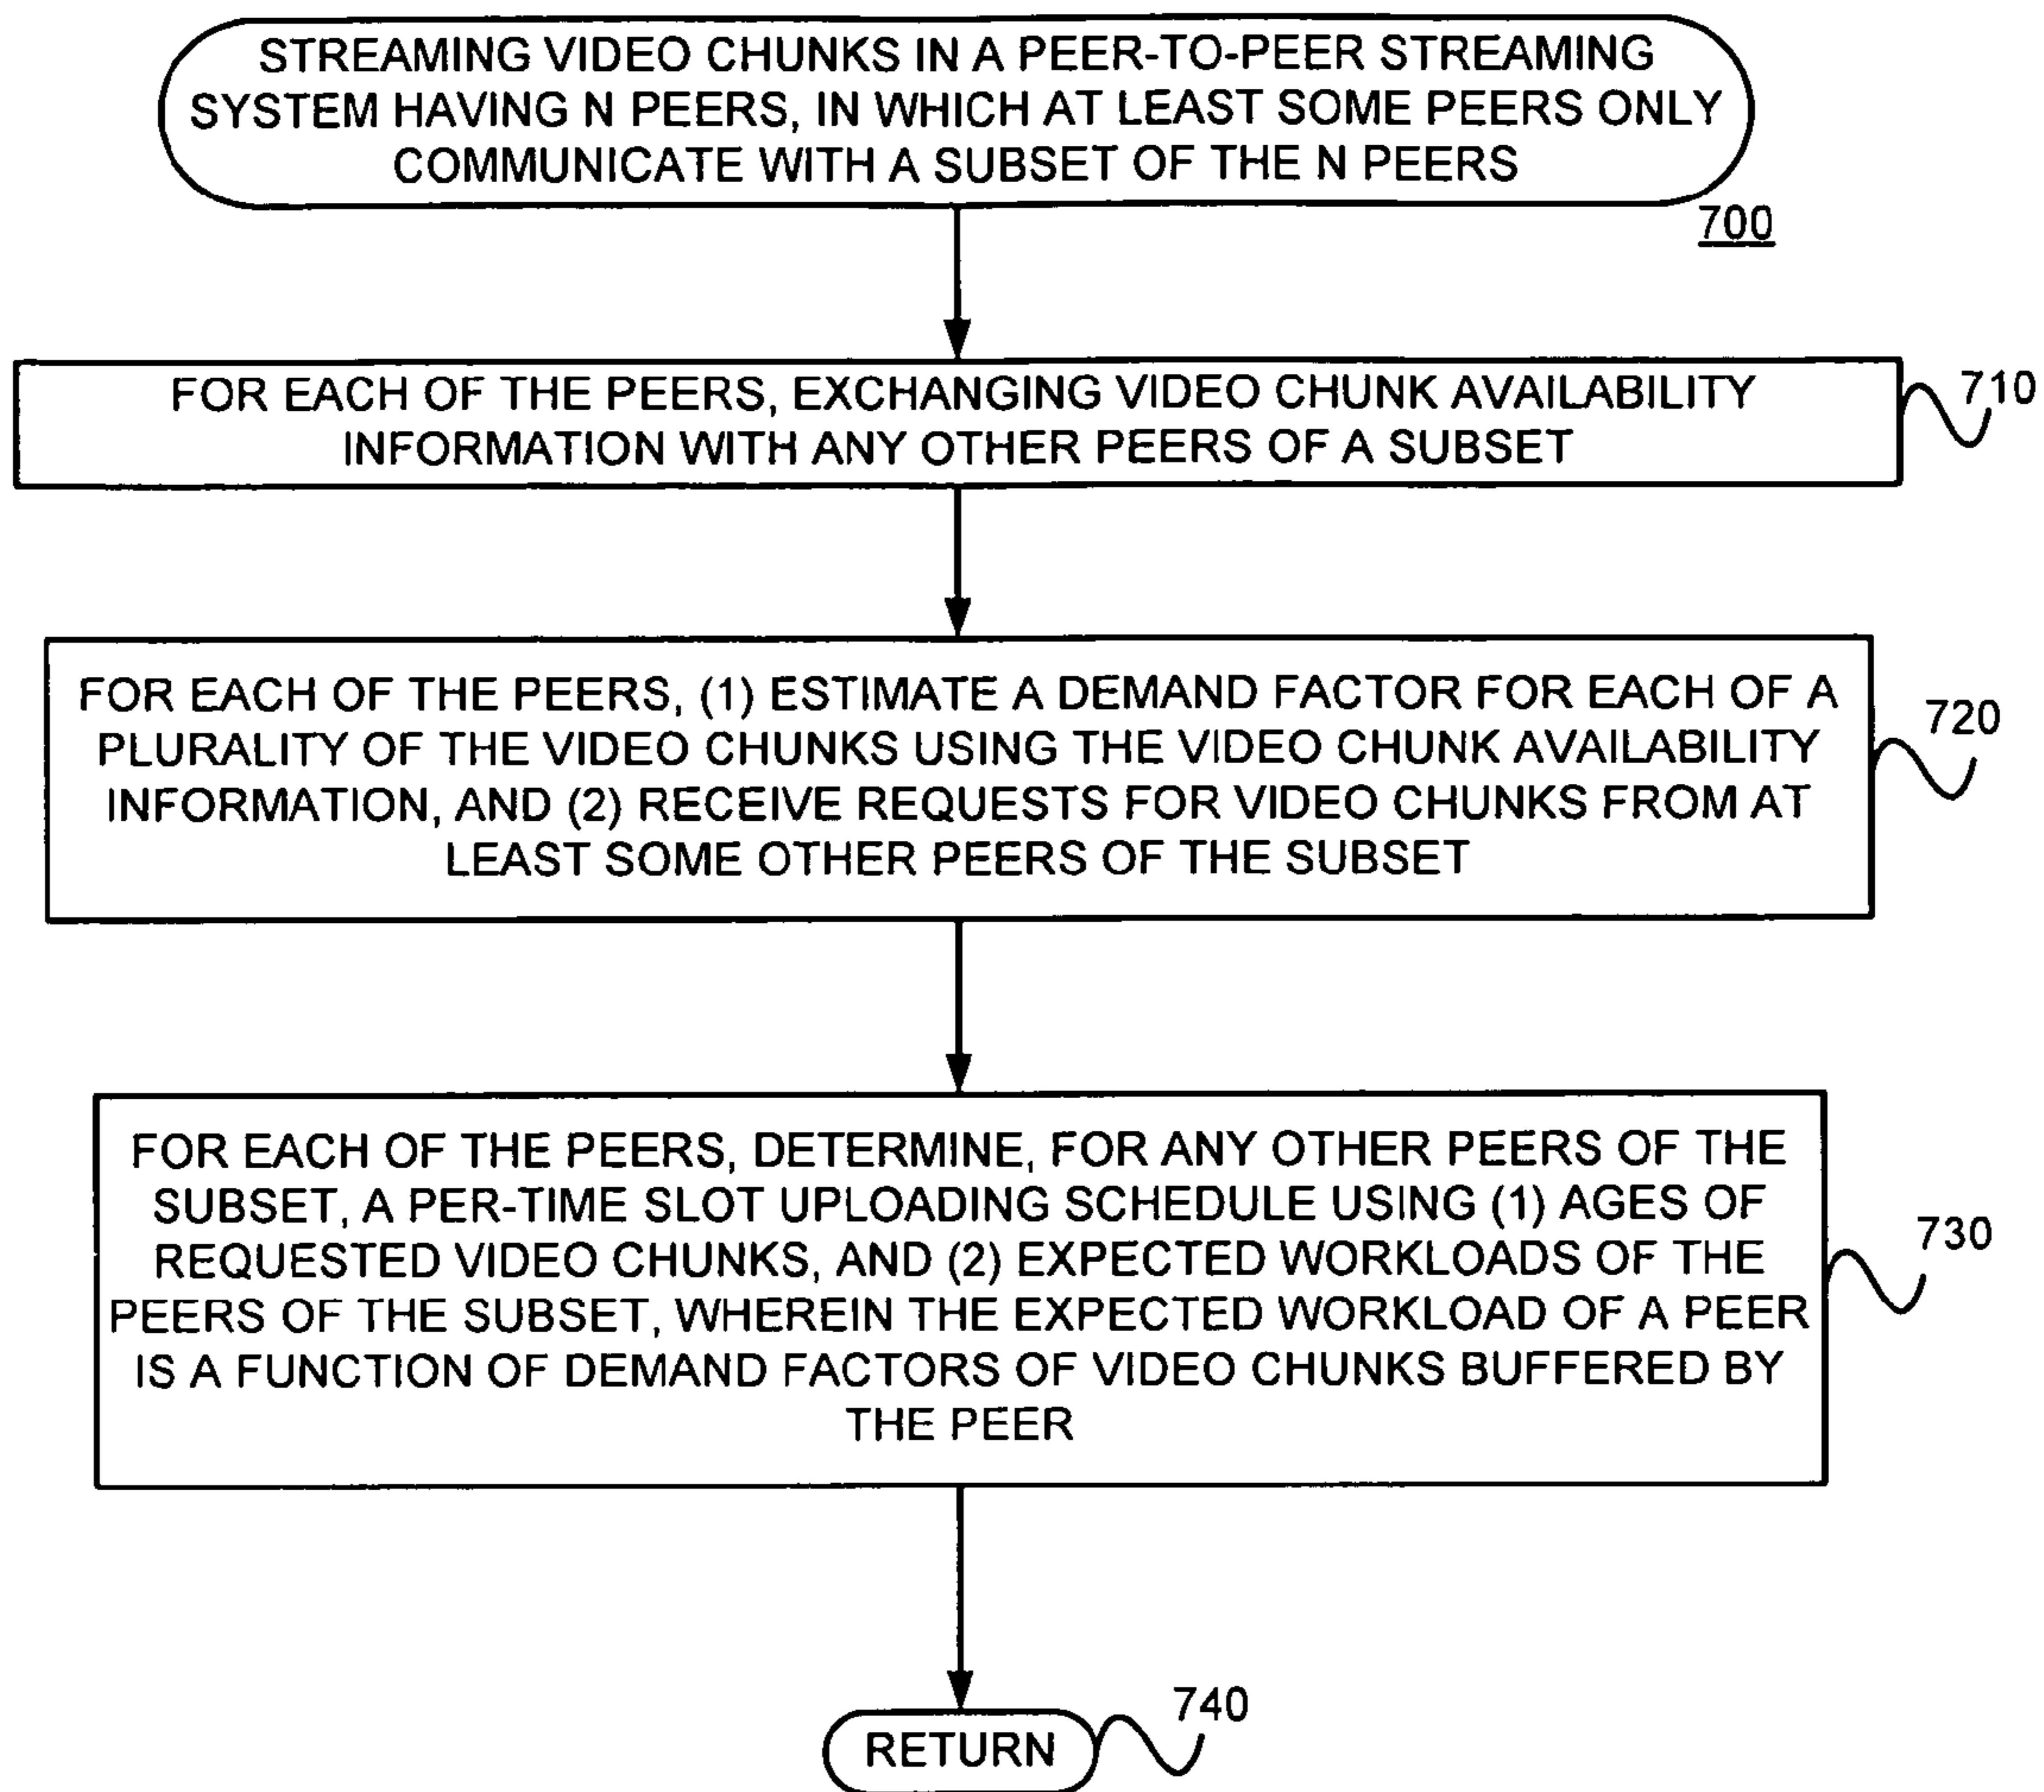 STREAMING VIDEO CHUNKS IN A PEER-TO-PEER STREAMING
SYSTEM HAVING N PEERS, IN WHICH AT LEAST SOME PEERS ONLY
COMMUNICATE WITH A SUBSET OF THE N PEERS
700
FOR EACH OF THE PEERS, EXCHANGING VIDEO CHUNK AVAILABILITY
INFORMATION WITH ANY OTHER PEERS OF A SUBSET
710
FOR EACH OF THE PEERS, (1) ESTIMATE A DEMAND FACTOR FOR EACH OF A
PLURALITY OF THE VIDEO CHUNKS USING THE VIDEO CHUNK AVAILABILITY
INFORMATION, AND (2) RECEIVE REQUESTS FOR VIDEO CHUNKS FROM AT
LEAST SOME OTHER PEERS OF THE SUBSET
720
FOR EACH OF THE PEERS, DETERMINE, FOR ANY OTHER PEERS OF THE
SUBSET, A PER-TIME SLOT UPLOADING SCHEDULE USING (1) AGES OF
REQUESTED VIDEO CHUNKS, AND (2) EXPECTED WORKLOADS OF THE
PEERS OF THE SUBSET, WHEREIN THE EXPECTED WORKLOAD OF A PEER
IS A FUNCTION OF DEMAND FACTORS OF VIDEO CHUNKS BUFFERED BY
THE PEER
730
RETURN
740